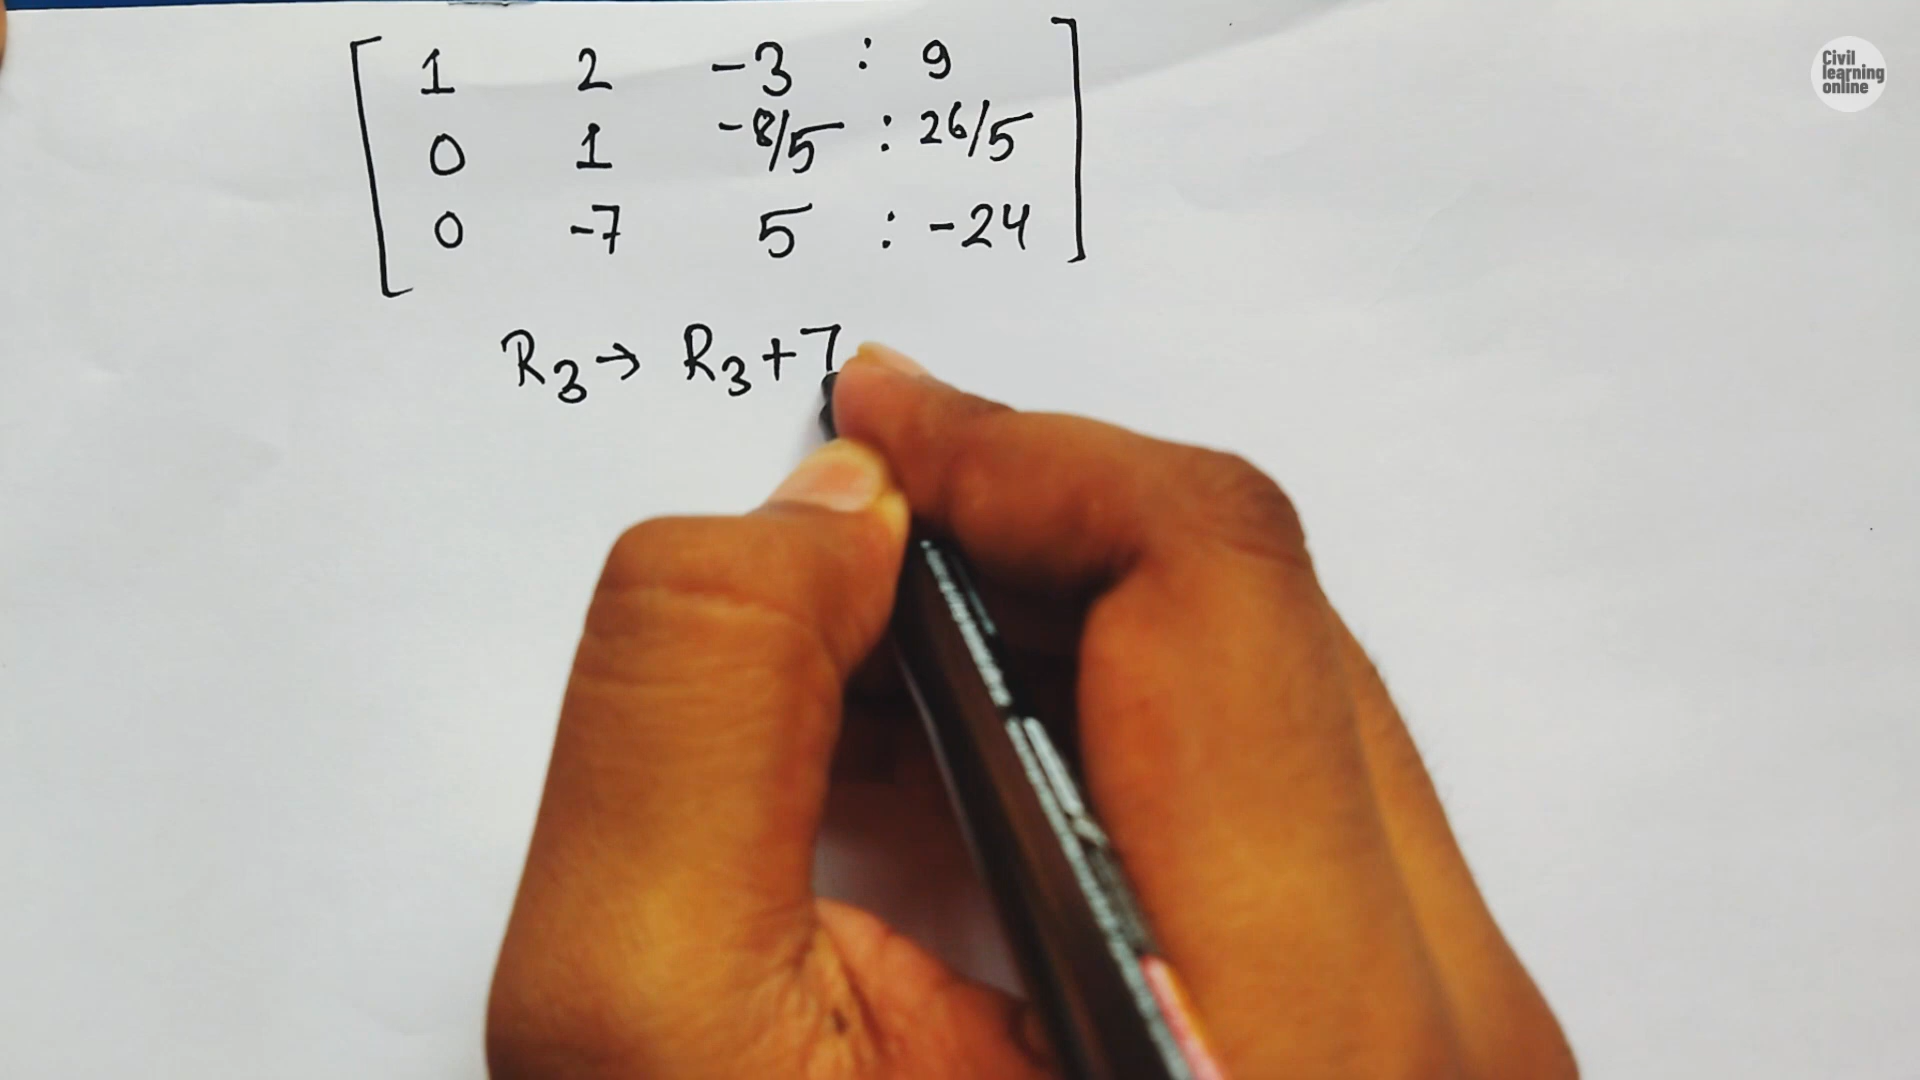 1 2 -3 : 9
0 1 -8/5 : 26/5
0 -7 5 : -24
R3 → R3 + 7
Civil
learning
online